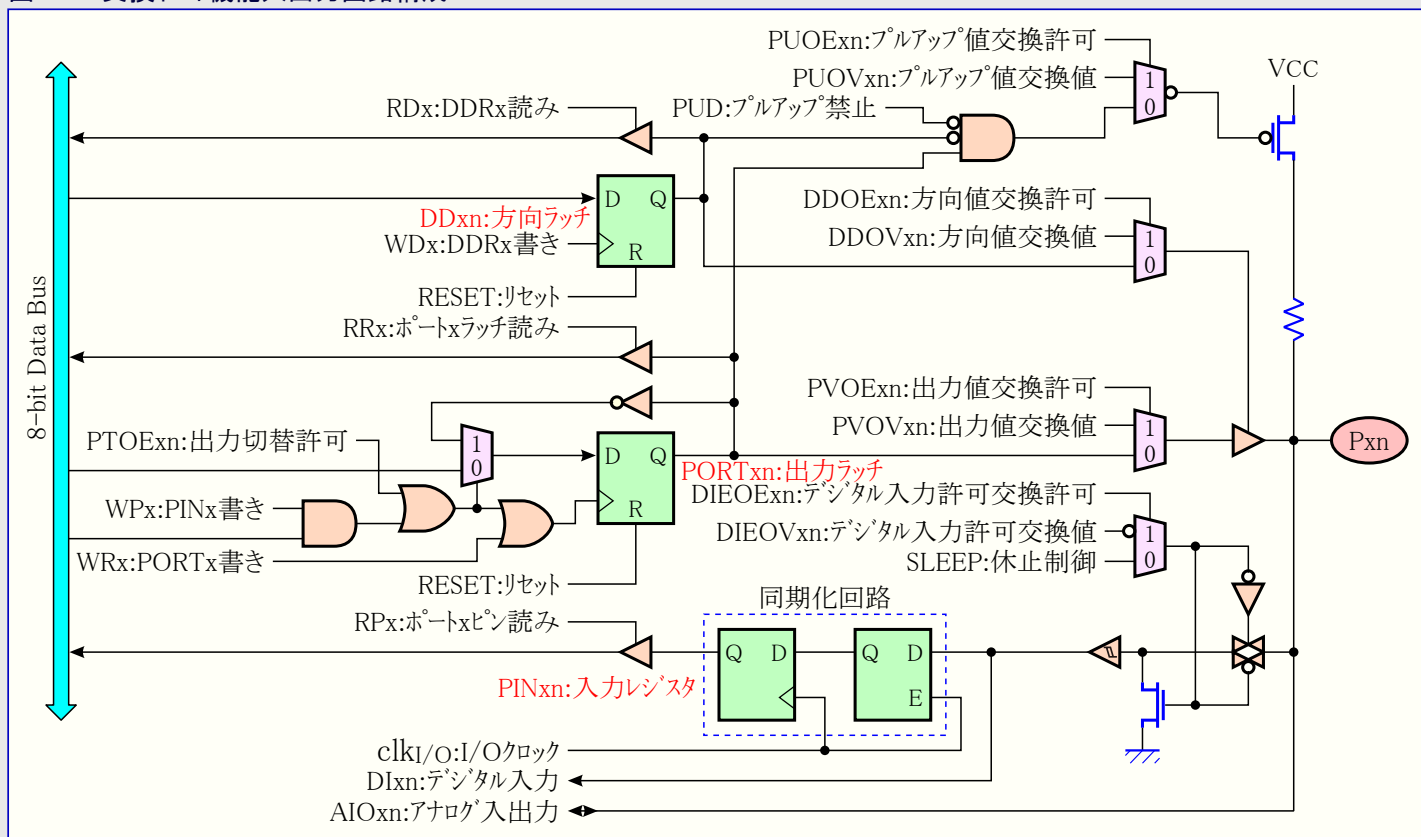 PUOExn:プルアップ値交換許可
PUOVxn:プルアップ値交換値
1
0
VCC
RDx:DDRx読み
PUD:プルアップ禁止
D Q
DDxn:方向ラッチ
WDx:DDRx書き
R
RESET:リセット
DDOExn:方向値交換許可
DDOVxn:方向値交換値
1
0
8-bit Data Bus
RRx:ポートxラッチ読み
PVOExn:出力値交換許可
PVOVxn:出力値交換値
1
0
Pxn
PTOExn:出力切替許可
1
0
D Q
PORTxn:出力ラッチ
R
WPx:PINx書き
WRx:PORTx書き
RESET:リセット
DIEOExn:デジタル入力許可交換許可
DIEOVxn:デジタル入力許可交換値
SLEEP:休止制御
1
0
同期化回路
RPx:ポートxピン読み
Q D
Q D
E
PINxn:入力レジスタ
clkI/O:I/Oクロック
DIxn:デジタル入力
AIOxn:アナログ入出力